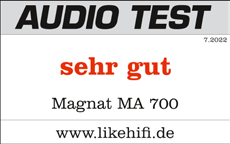 AUDIO TEST
7.2022
sehr gut
Magnat MA 700
www.likehifi.de